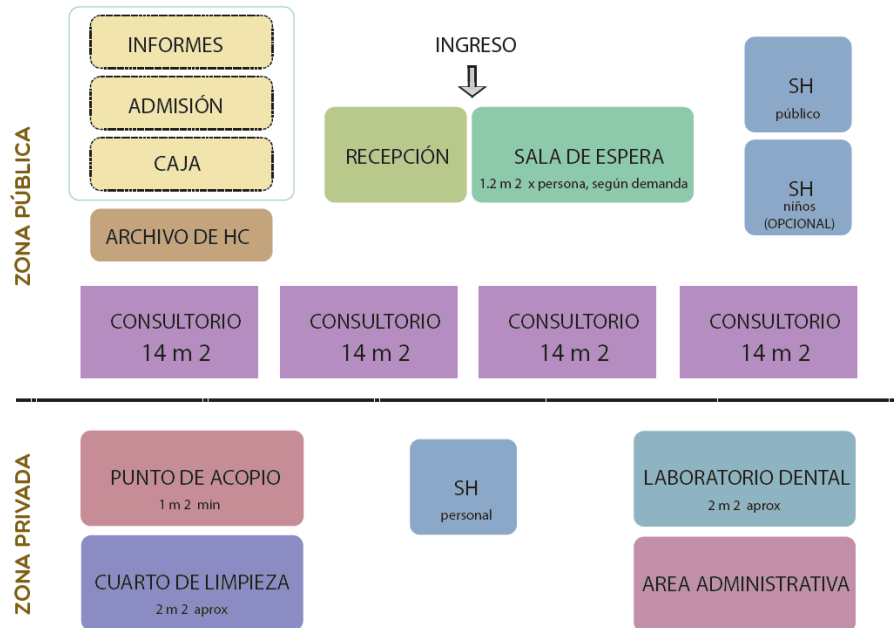 ZONA PÚBLICA
INFORMES
ADMISIÓN
CAJA
ARCHIVO DE HC
INGRESO
RECEPCIÓN
SALA DE ESPERA
1.2 m 2 x persona, según demanda
SH
público
SH
niños
(OPCIONAL)
CONSULTORIO
14 m 2
CONSULTORIO
14 m 2
CONSULTORIO
14 m 2
CONSULTORIO
14 m 2
ZONA PRIVADA
PUNTO DE ACOPIO
1 m 2 min
SH
personal
LABORATORIO DENTAL
2 m 2 aprox
CUARTO DE LIMPIEZA
2 m 2 aprox
AREA ADMINISTRATIVA